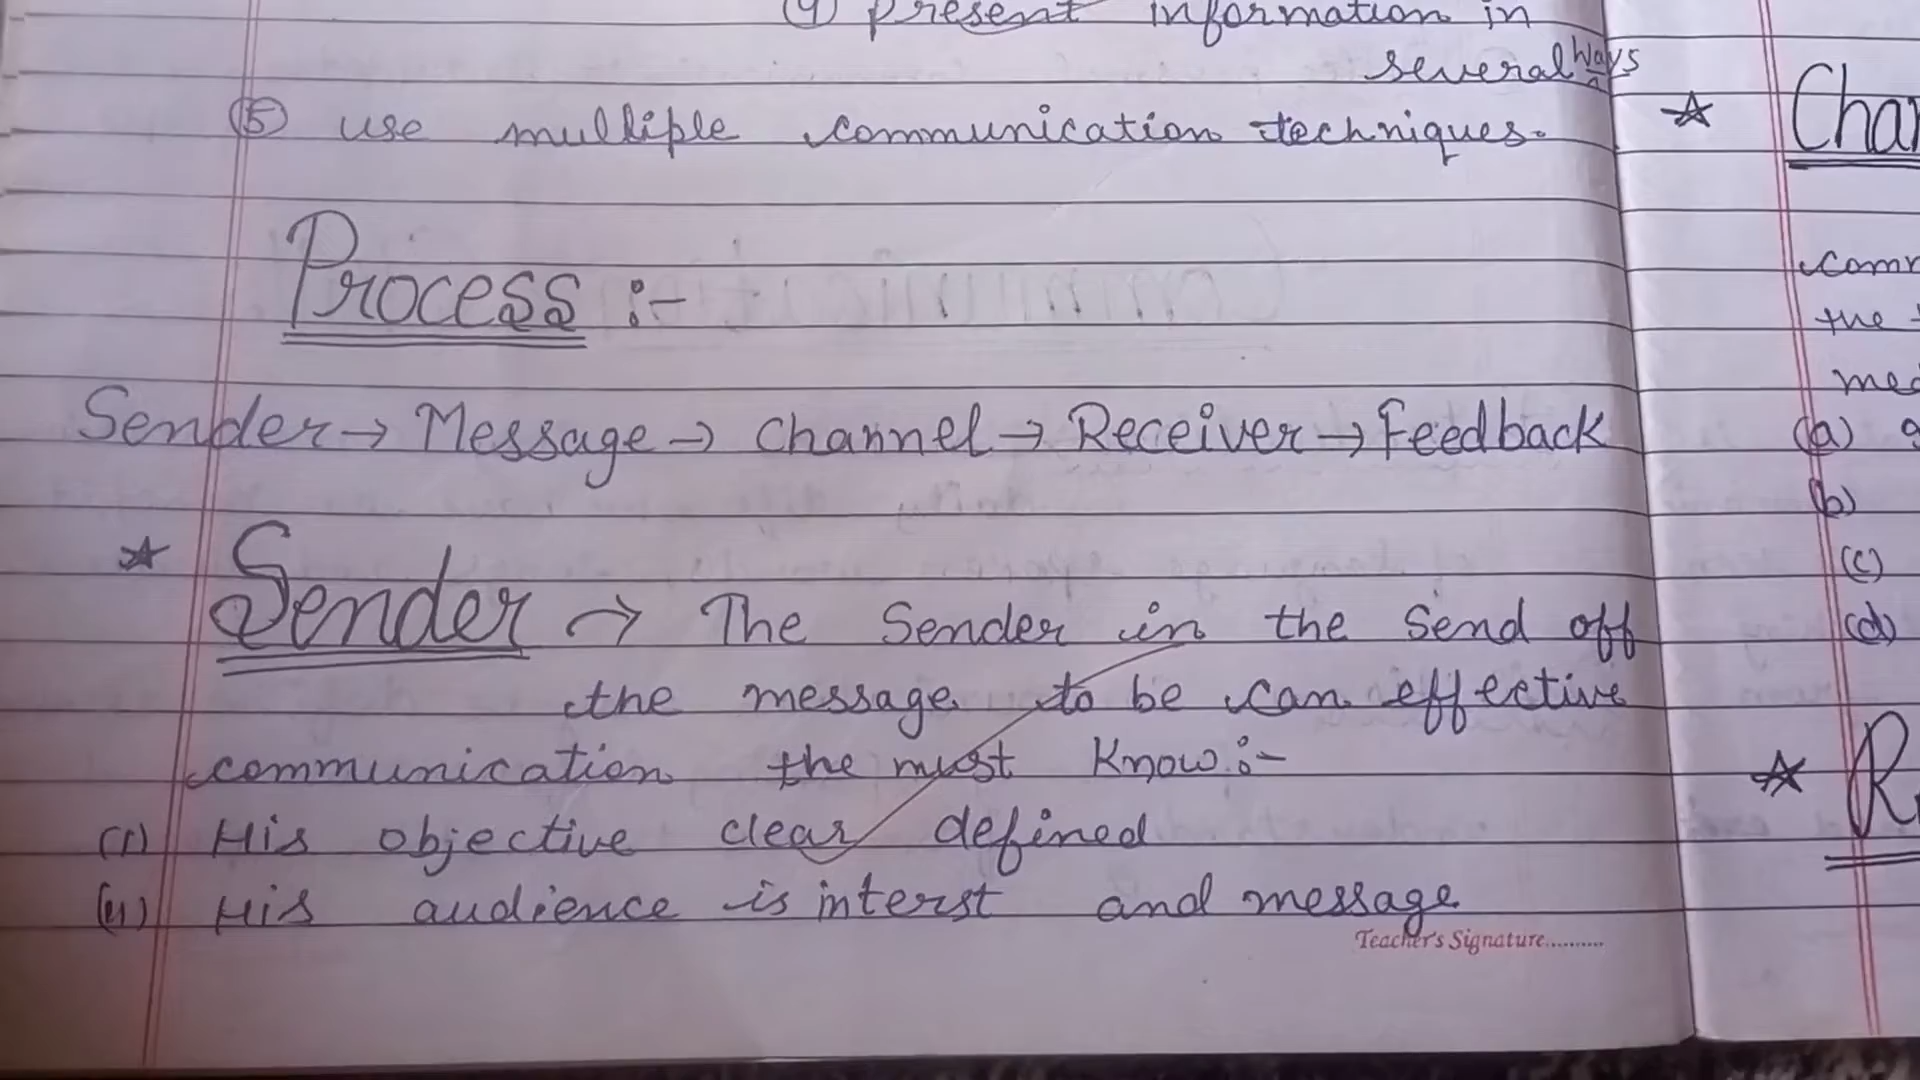 (4) Present information in
several ways
(5) use multiple communication techniques.
Process :-
Sender → Message → Channel → Receiver → Feedback
☆ Sender → The Sender in the Send off
the message to be can effective
communication the must Know :-
(i) His objective clear defined
(ii) His audience is interst and message
Teacher's Signature..........
☆ Chan
comm
the
med
(a)
(b)
(c)
(d)
☆ R